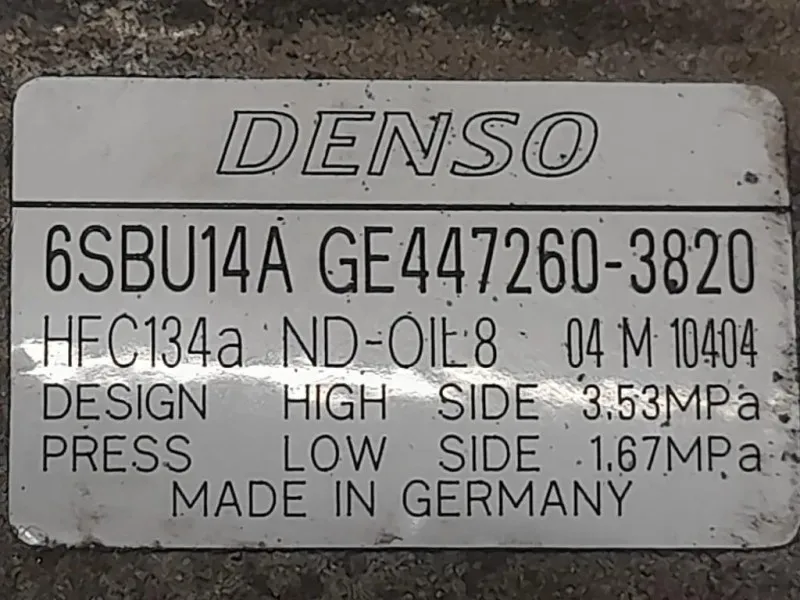 DENSO
6SBU14A GE447260-3820
HFC134a ND-OIL8 04 M 10404
DESIGN HIGH SIDE 3.53MPa
PRESS LOW SIDE 1.67MPa
MADE IN GERMANY